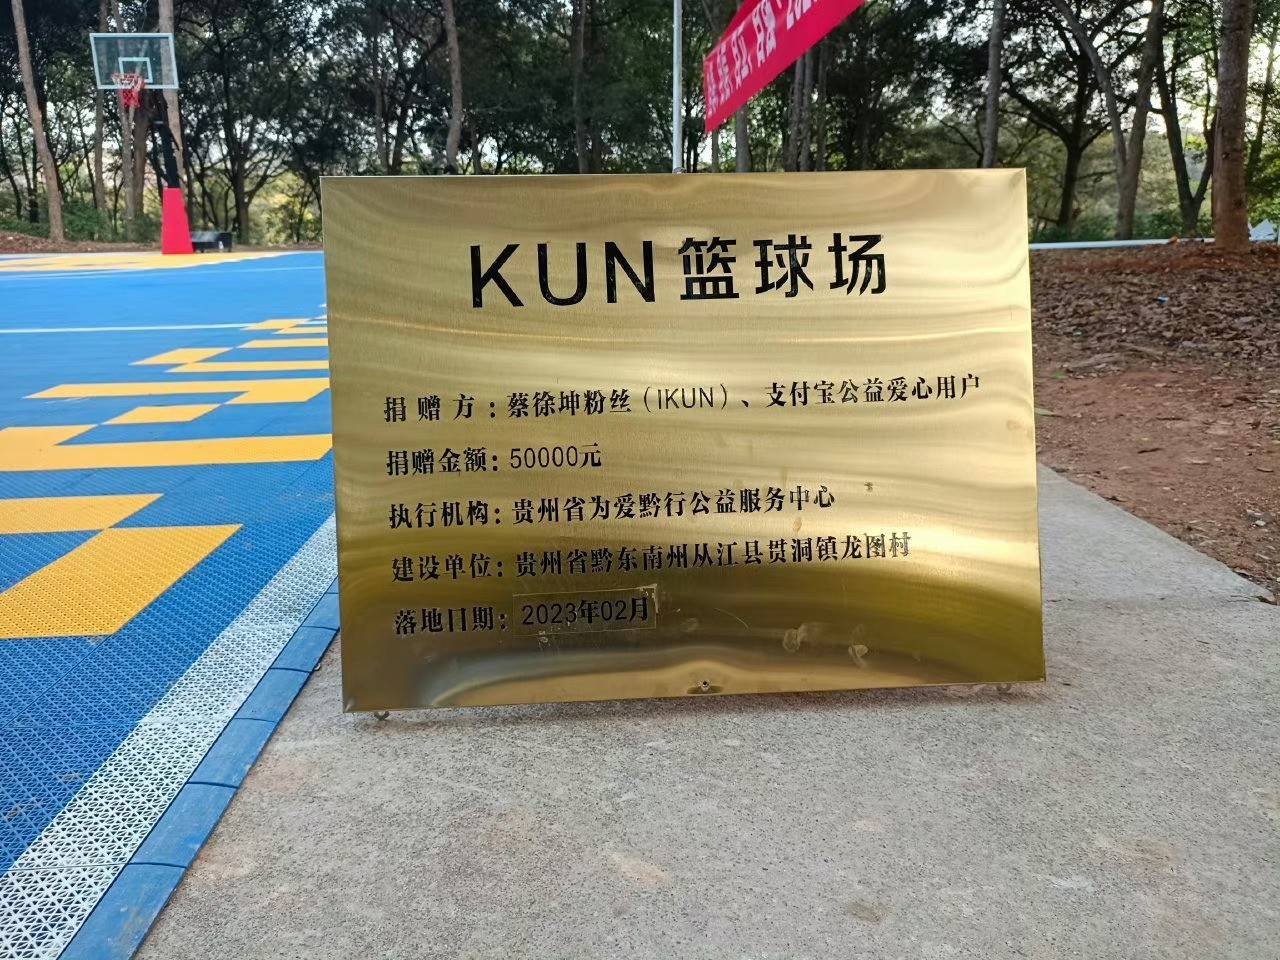 KUN篮球场
捐赠方：蔡徐坤粉丝（IKUN）、支付宝公益爱心用户
捐赠金额：50000元
执行机构：贵州省为爱黔行公益服务中心
建设单位：贵州省黔东南州从江县贯洞镇龙图村
落地日期：2023年02月